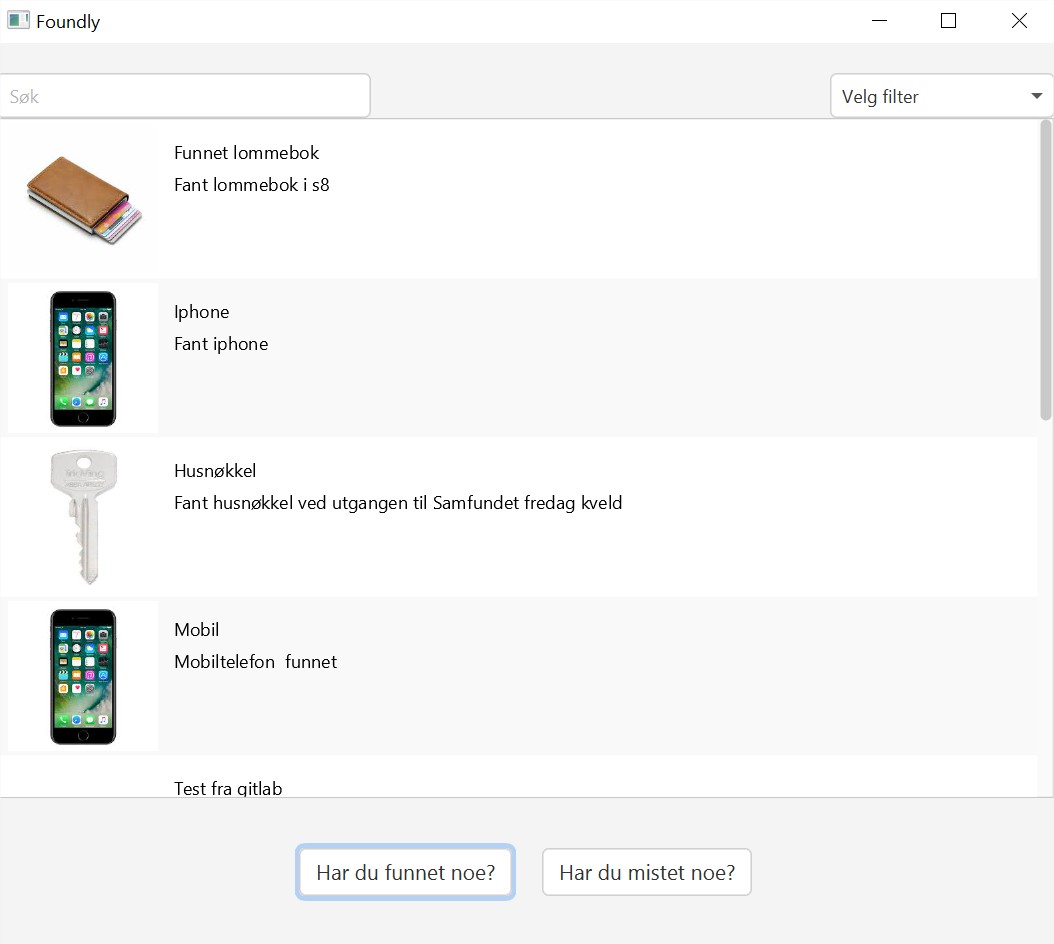 Foundly
Søk
Velg filter
Funnet lommebok
Fant lommebok i s8
Iphone
Fant iphone
Husnøkkel
Fant husnøkkel ved utgangen til Samfundet fredag kveld
Mobil
Mobiltelefon  funnet
Test fra gitlab
Har du funnet noe?
Har du mistet noe?